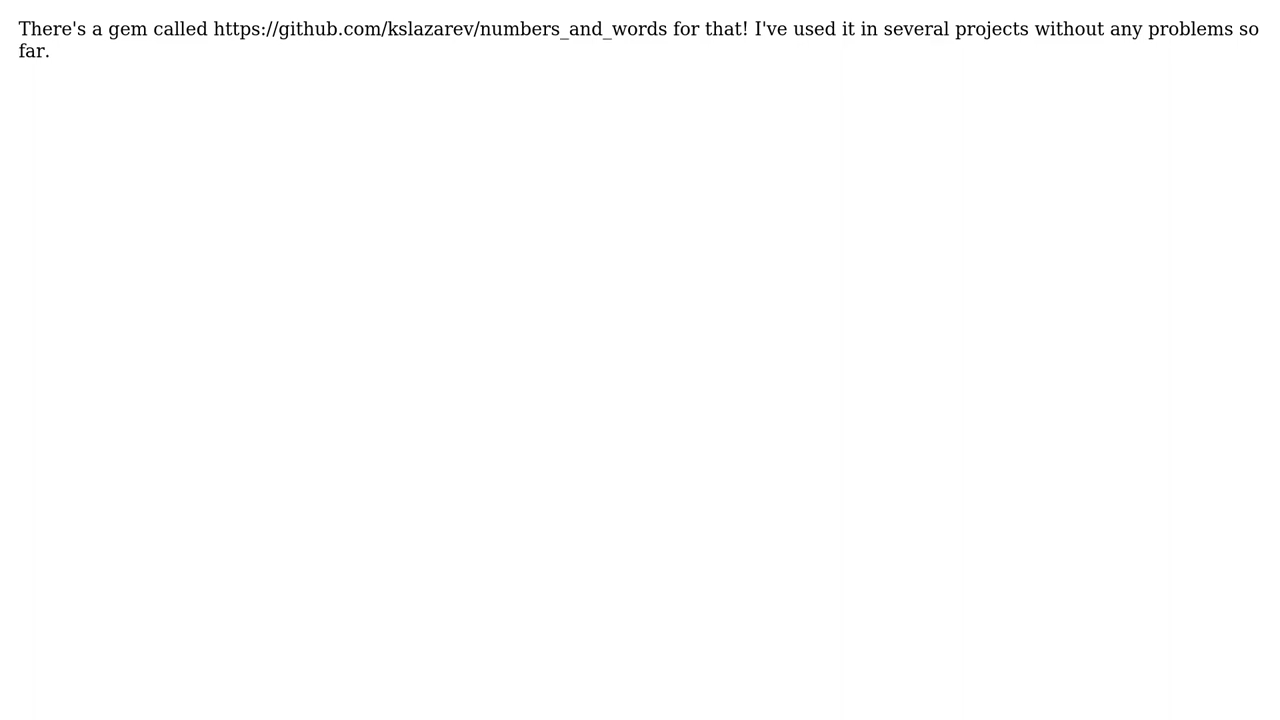 There's a gem called https://github.com/kslazarev/numbers_and_words for that! I've used it in several projects without any problems so
far.